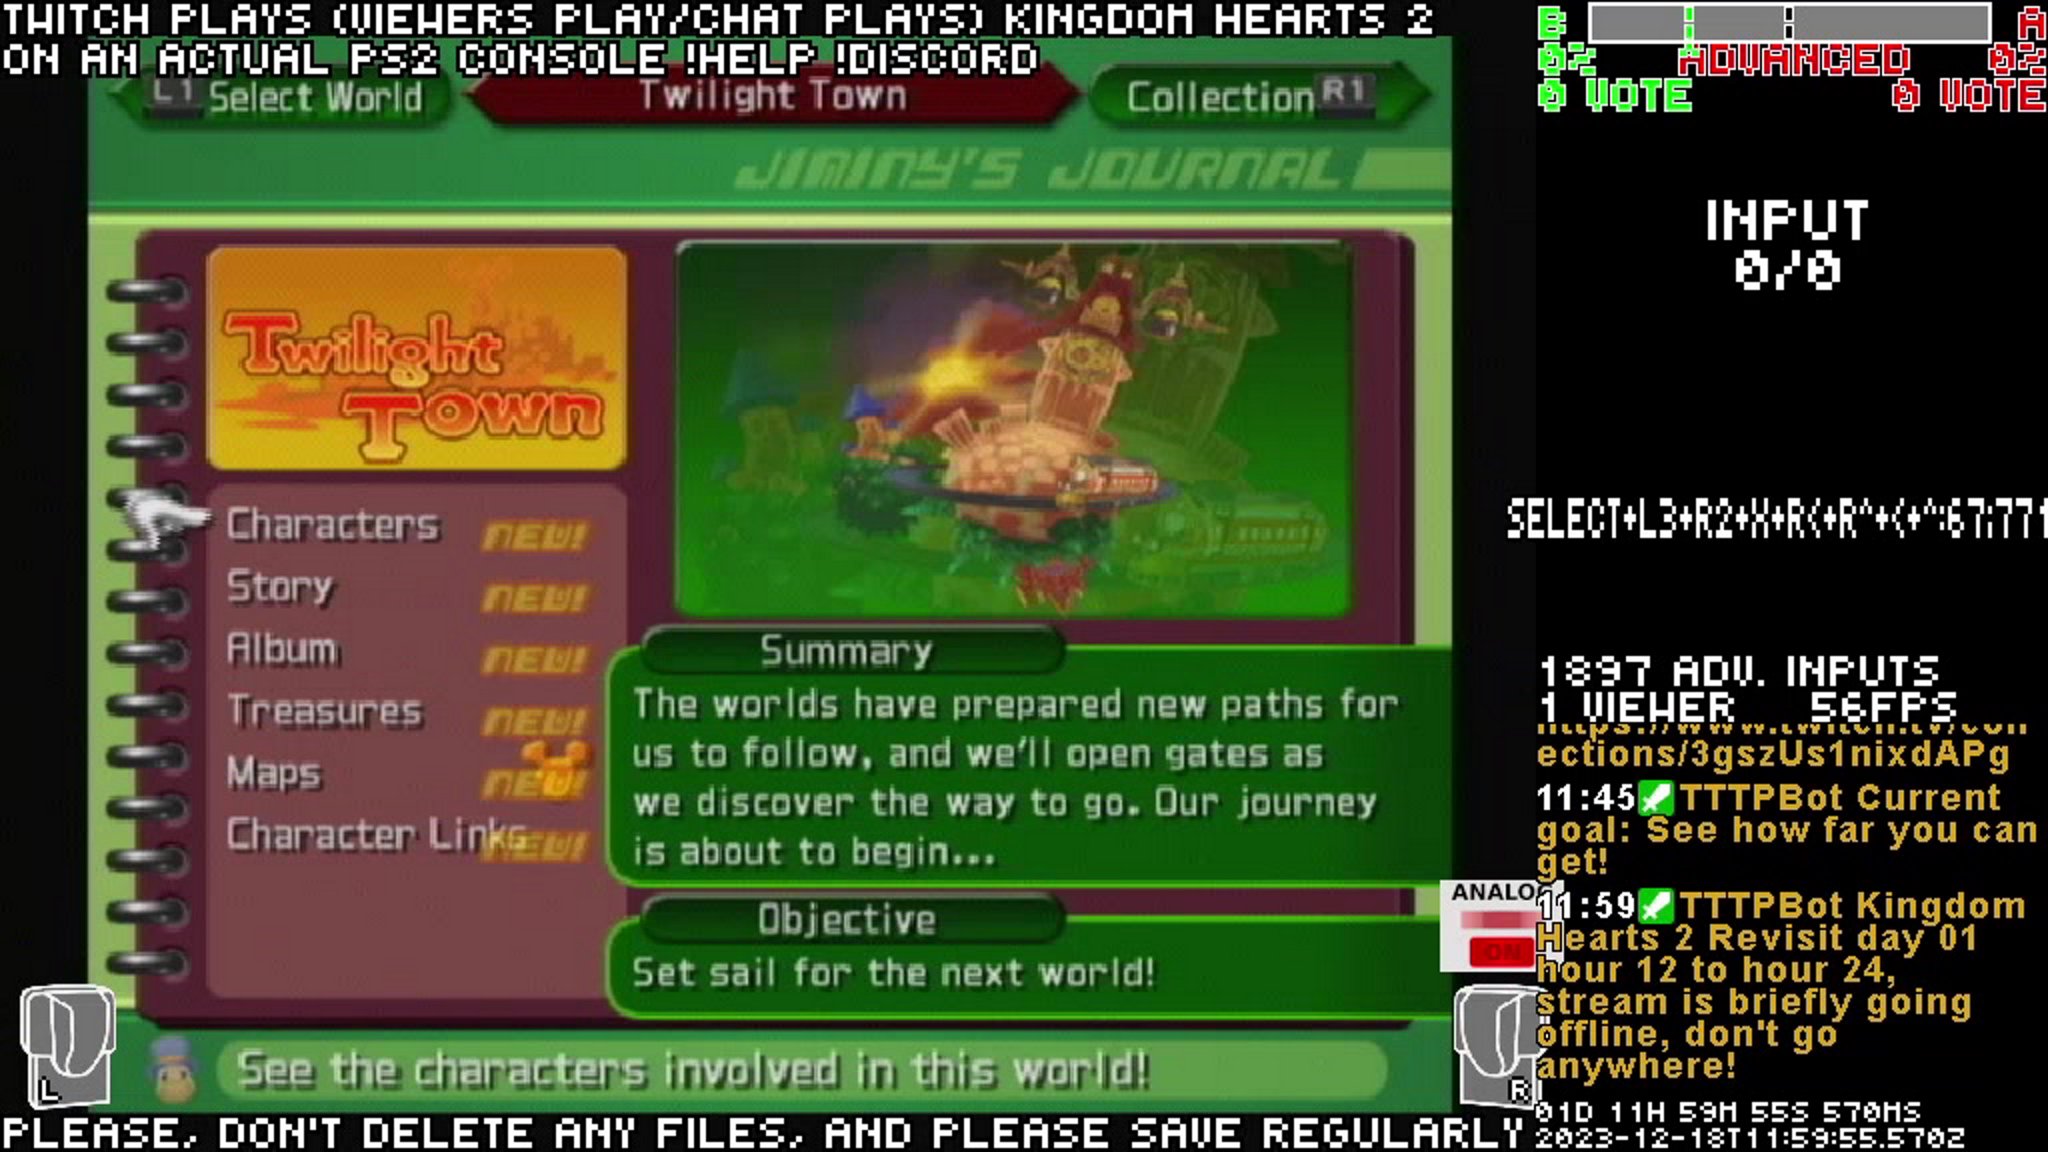 TWITCH PLAYS (VIEWERS PLAY/CHAT PLAYS) KINGDOM HEARTS 2
ON AN ACTUAL PS2 CONSOLE !HELP !DISCORD
L1 Select World
Twilight Town
Collection R1
JIMINY'S JOURNAL
Twilight
Town
Characters NEW!
Story NEW!
Album NEW!
Treasures NEW!
Maps NEW!
Character Links NEW!
Summary
The worlds have prepared new paths for
us to follow, and we'll open gates as
we discover the way to go. Our journey
is about to begin...
Objective
Set sail for the next world!
See the characters involved in this world!
L
ANALOG
ON
R
PLEASE, DON'T DELETE ANY FILES, AND PLEASE SAVE REGULARLY
B A
0% ADVANCED 0%
0 VOTE 0 VOTE
INPUT
0/0
SELECT+L3+R2+X+R<+R^+<+^:67:771
1897 ADV. INPUTS
1 VIEWER 56FPS
ections/3gszUs1nixdAPg
11:45 TTTPBot Current
goal: See how far you can
get!
11:59 TTTPBot Kingdom
Hearts 2 Revisit day 01
hour 12 to hour 24,
stream is briefly going
offline, don't go
anywhere!
01D 11H 59M 55S 570MS
2023-12-18T11:59:55.570Z